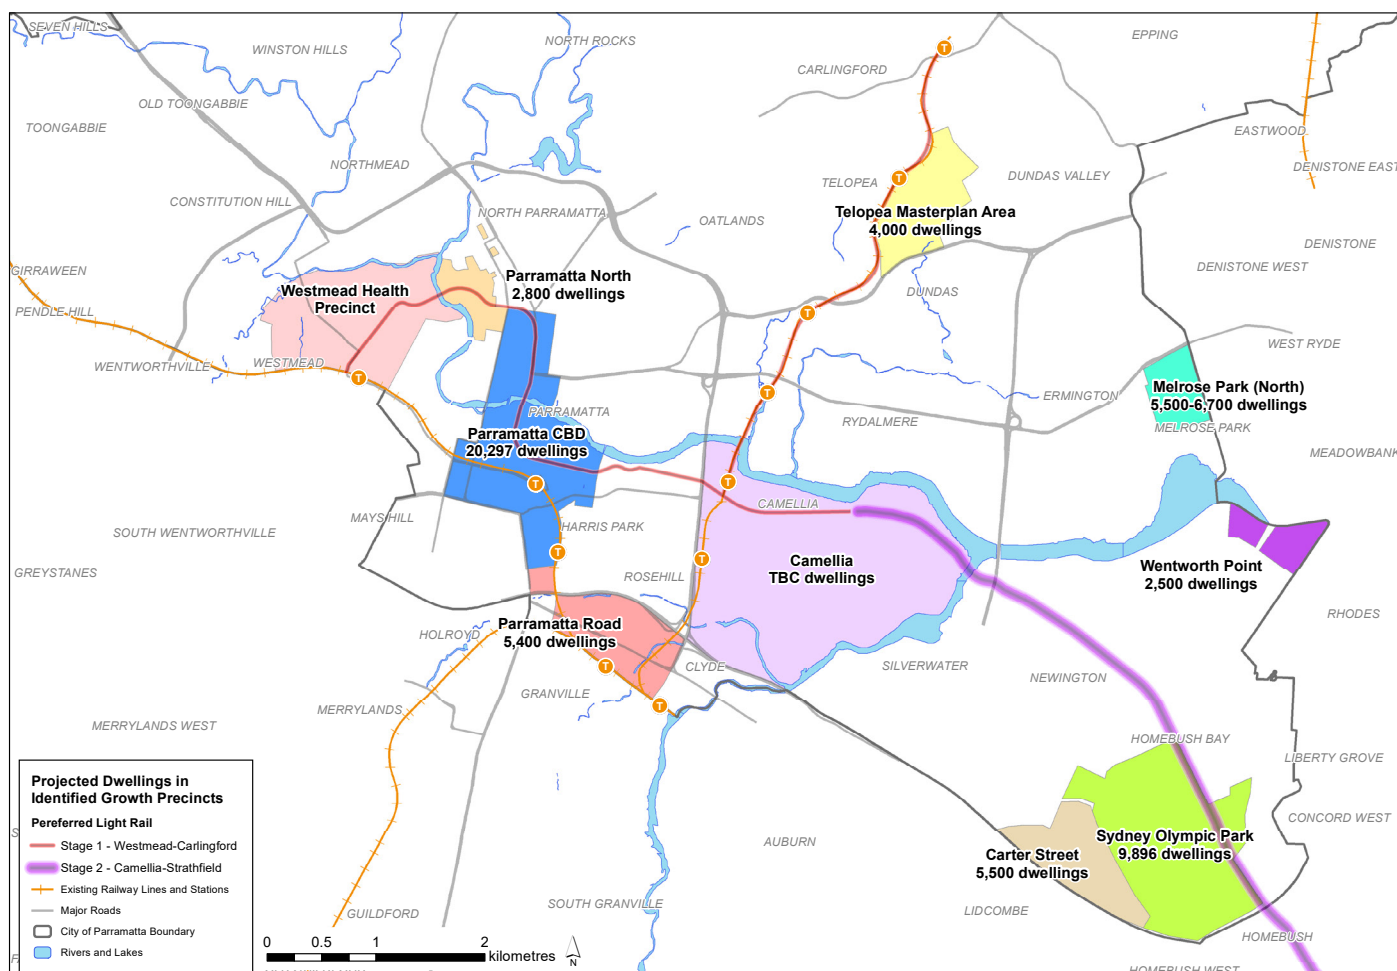 SEVEN HILLS
WINSTON HILLS
NORTH ROCKS
EPPING
CARLINGFORD
OLD TOONGABBIE
TOONGABBIE
EASTWOOD
NORTHMEAD
DENISTONE EAST
DUNDAS VALLEY
TELOPEA
CONSTITUTION HILL
NORTH PARRAMATTA
OATLANDS
Telopea Masterplan Area
4,000 dwellings
DENISTONE
GIRRAWEEN
DENISTONE WEST
Parramatta North
2,800 dwellings
Westmead Health
Precinct
DUNDAS
PENDLE HILL
WEST RYDE
WENTWORTHVILLE
WESTMEAD
Melrose Park (North)
5,500-6,700 dwellings
ERMINGTON
PARRAMATTA
RYDALMERE
MELROSE PARK
Parramatta CBD
20,297 dwellings
MEADOWBANK
CAMELLIA
MAYS HILL
HARRIS PARK
SOUTH WENTWORTHVILLE
Camellia
TBC dwellings
Wentworth Point
2,500 dwellings
GREYSTANES
ROSEHILL
RHODES
Parramatta Road
5,400 dwellings
HOLROYD
CLYDE
SILVERWATER
NEWINGTON
GRANVILLE
MERRYLANDS
MERRYLANDS WEST
HOMEBUSH BAY
LIBERTY GROVE
CONCORD WEST
Sydney Olympic Park
9,896 dwellings
AUBURN
Carter Street
5,500 dwellings
SOUTH GRANVILLE
LIDCOMBE
GUILDFORD
HOMEBUSH
HOMEBUSH WEST
Projected Dwellings in
Identified Growth Precincts
Pereferred Light Rail
Stage 1 - Westmead-Carlingford
Stage 2 - Camellia-Strathfield
Existing Railway Lines and Stations
Major Roads
City of Parramatta Boundary
Rivers and Lakes
0 0.5 1 2
kilometres
N
T
T
T
T
T
T
T
T
T
T
T